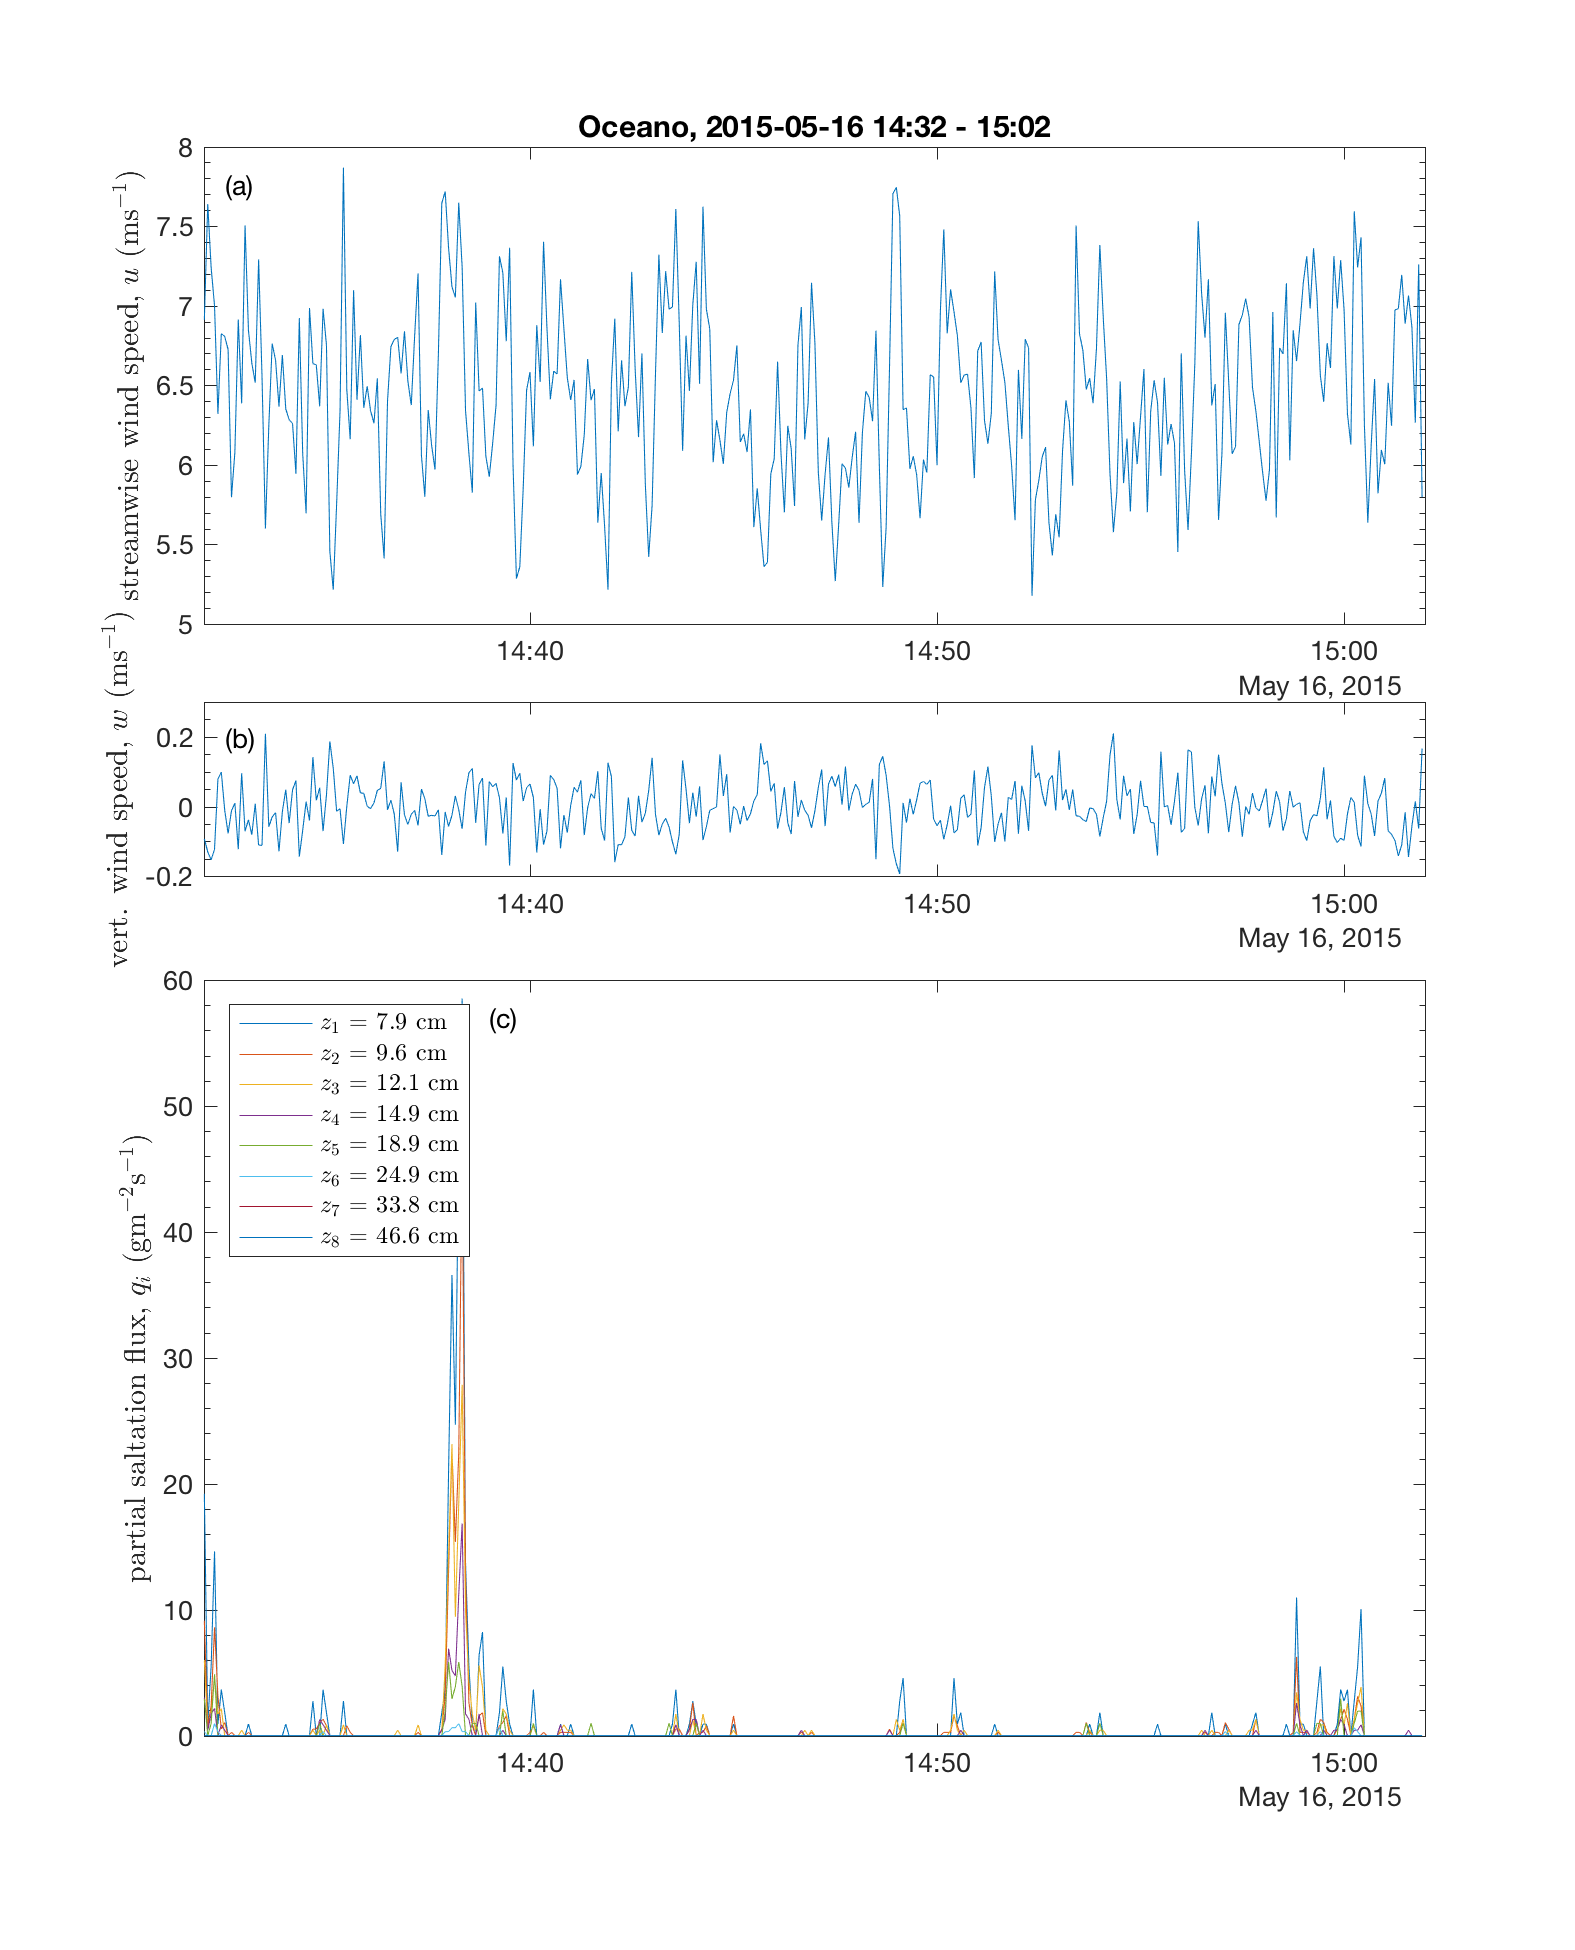 Oceano, 2015-05-16 14:32 - 15:02
streamwise wind speed, u (ms⁻¹)
8
7.5
7
6.5
6
5.5
5
(a)
14:40
14:50
15:00
May 16, 2015
vert. wind speed, w (ms⁻¹)
0.2
0
-0.2
(b)
14:40
14:50
15:00
May 16, 2015
partial saltation flux, qᵢ (gm⁻²s⁻¹)
60
50
40
30
20
10
0
z₁ = 7.9 cm
z₂ = 9.6 cm
z₃ = 12.1 cm
z₄ = 14.9 cm
z₅ = 18.9 cm
z₆ = 24.9 cm
z₇ = 33.8 cm
z₈ = 46.6 cm
(c)
14:40
14:50
15:00
May 16, 2015